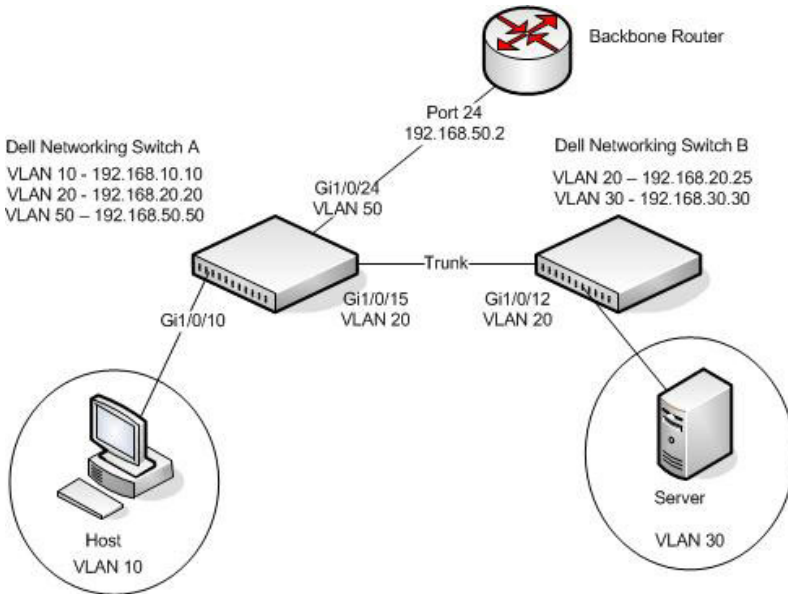 Backbone Router
Port 24
192.168.50.2
Dell Networking Switch A
VLAN 10 - 192.168.10.10
VLAN 20 - 192.168.20.20
VLAN 50 – 192.168.50.50
Dell Networking Switch B
VLAN 20 – 192.168.20.25
VLAN 30 - 192.168.30.30
Gi1/0/24
VLAN 50
Trunk
Gi1/0/10
Gi1/0/15
VLAN 20
Gi1/0/12
VLAN 20
Host
VLAN 10
Server
VLAN 30